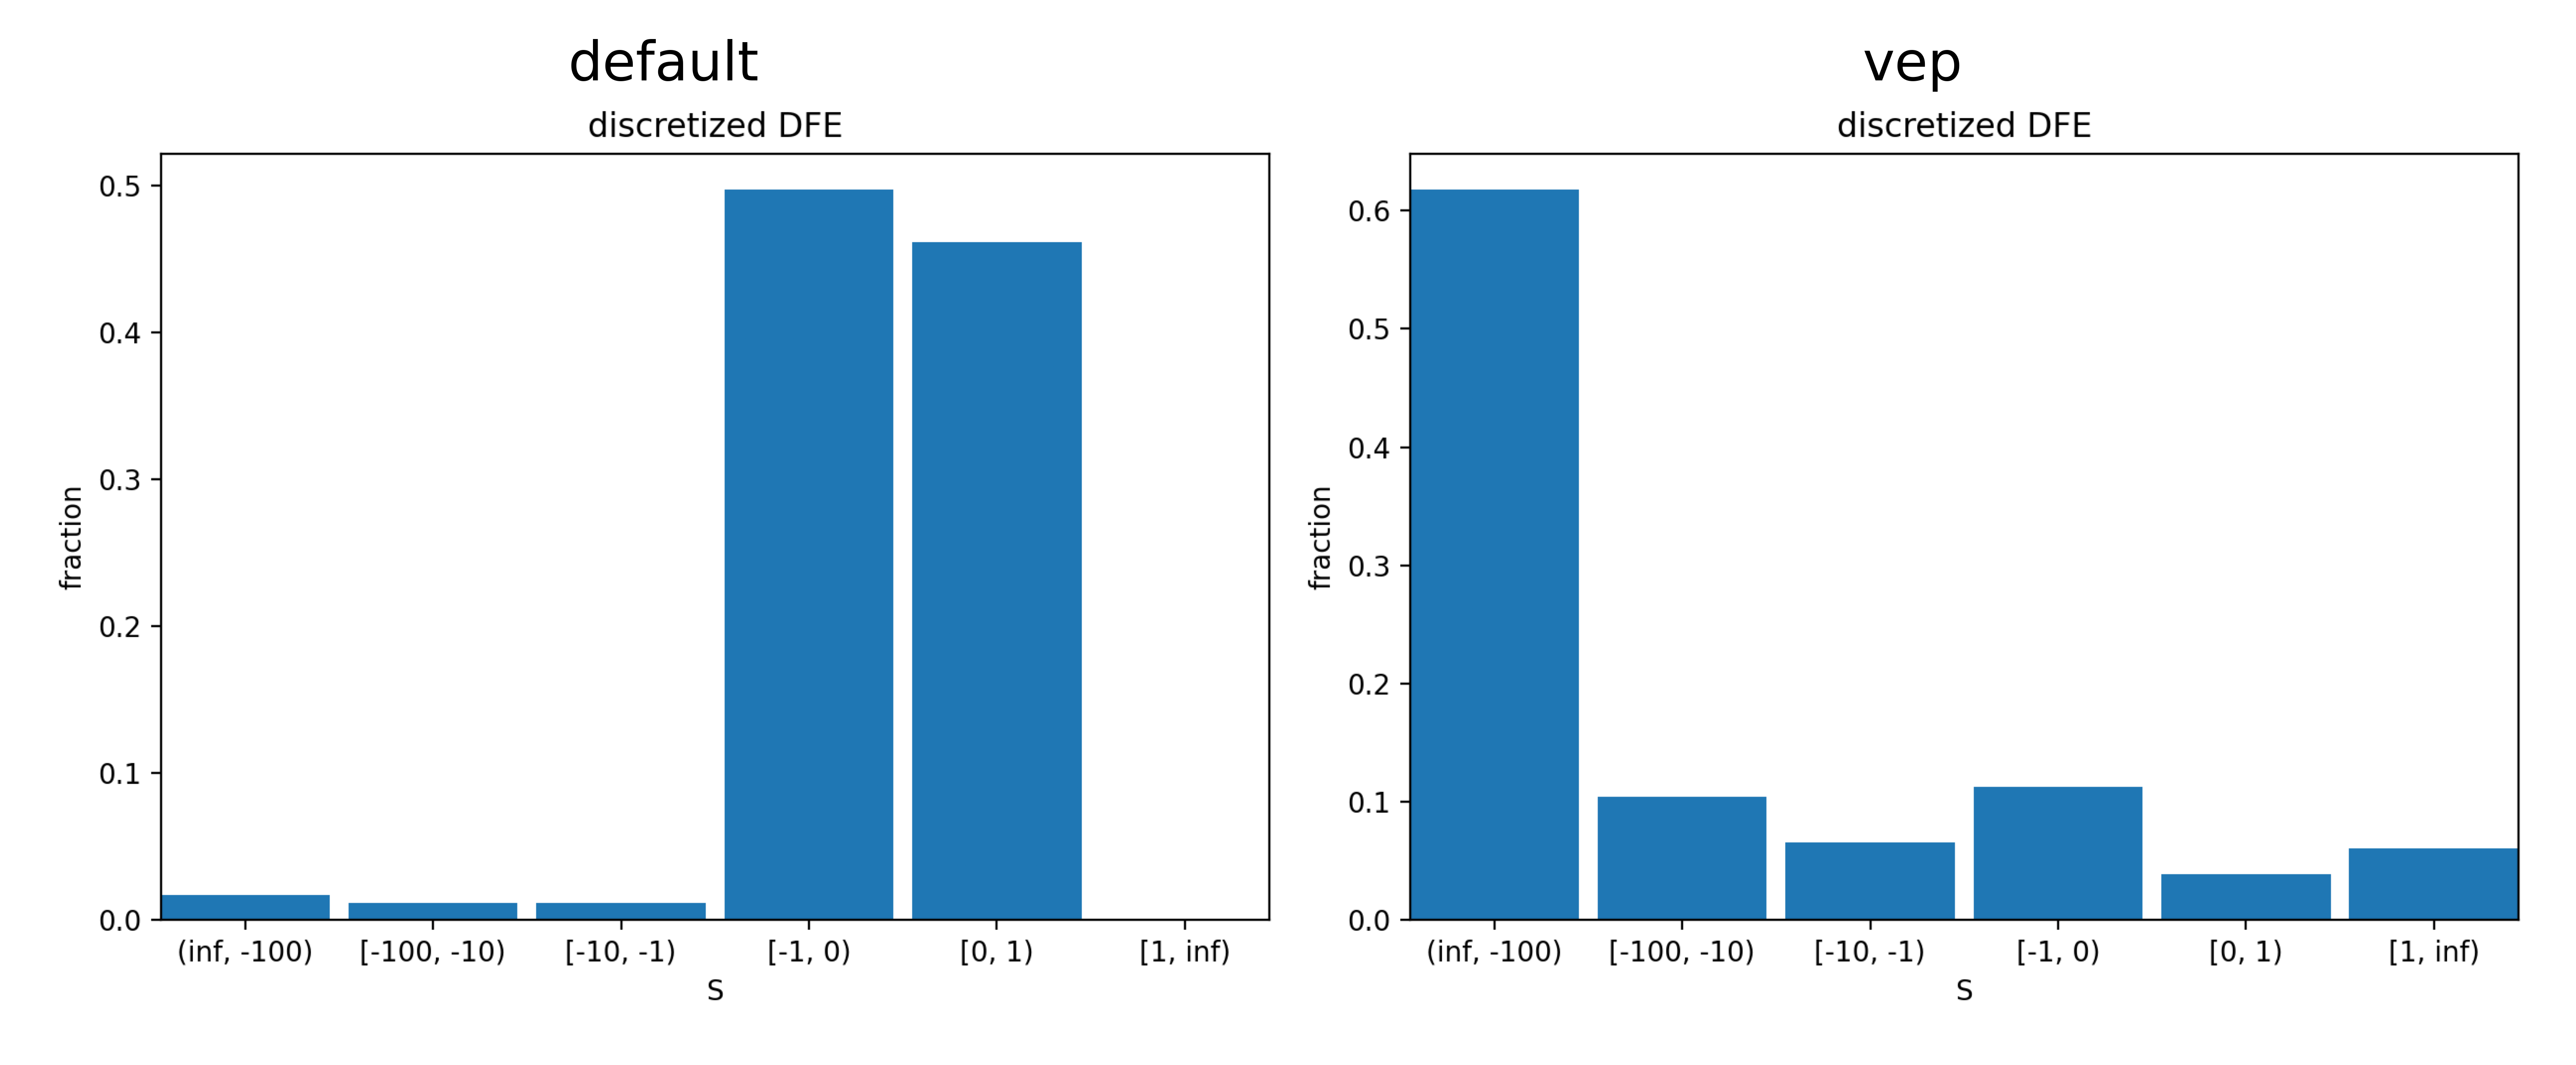 default
discretized DFE
0.5
0.4
0.3
0.2
0.1
0.0
fraction
(inf, -100) [-100, -10) [-10, -1) [-1, 0) [0, 1) [1, inf)
S
vep
discretized DFE
0.6
0.5
0.4
0.3
0.2
0.1
0.0
fraction
(inf, -100) [-100, -10) [-10, -1) [-1, 0) [0, 1) [1, inf)
S